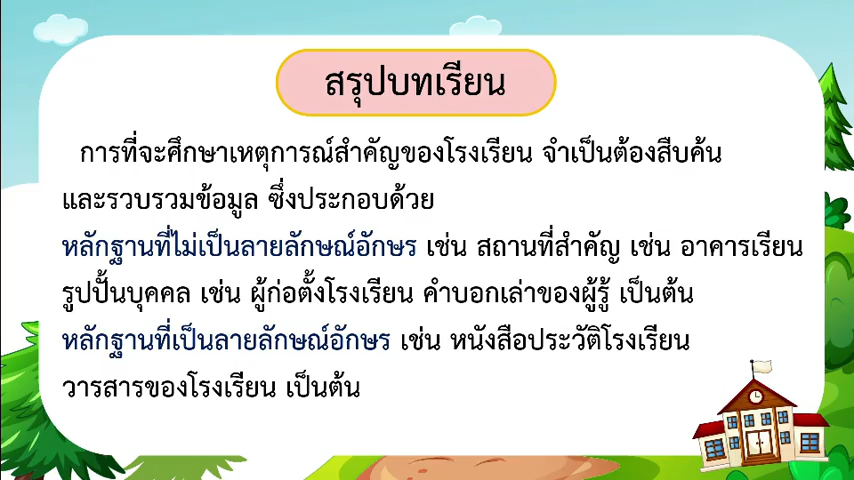 สรุปบทเรียน
การที่จะศึกษาเหตุการณ์สำคัญของโรงเรียน จำเป็นต้องสืบค้น
และรวบรวมข้อมูล ซึ่งประกอบด้วย
หลักฐานที่ไม่เป็นลายลักษณ์อักษร เช่น สถานที่สำคัญ เช่น อาคารเรียน
รูปปั้นบุคคล เช่น ผู้ก่อตั้งโรงเรียน คำบอกเล่าของผู้รู้ เป็นต้น
หลักฐานที่เป็นลายลักษณ์อักษร เช่น หนังสือประวัติโรงเรียน
วารสารของโรงเรียน เป็นต้น